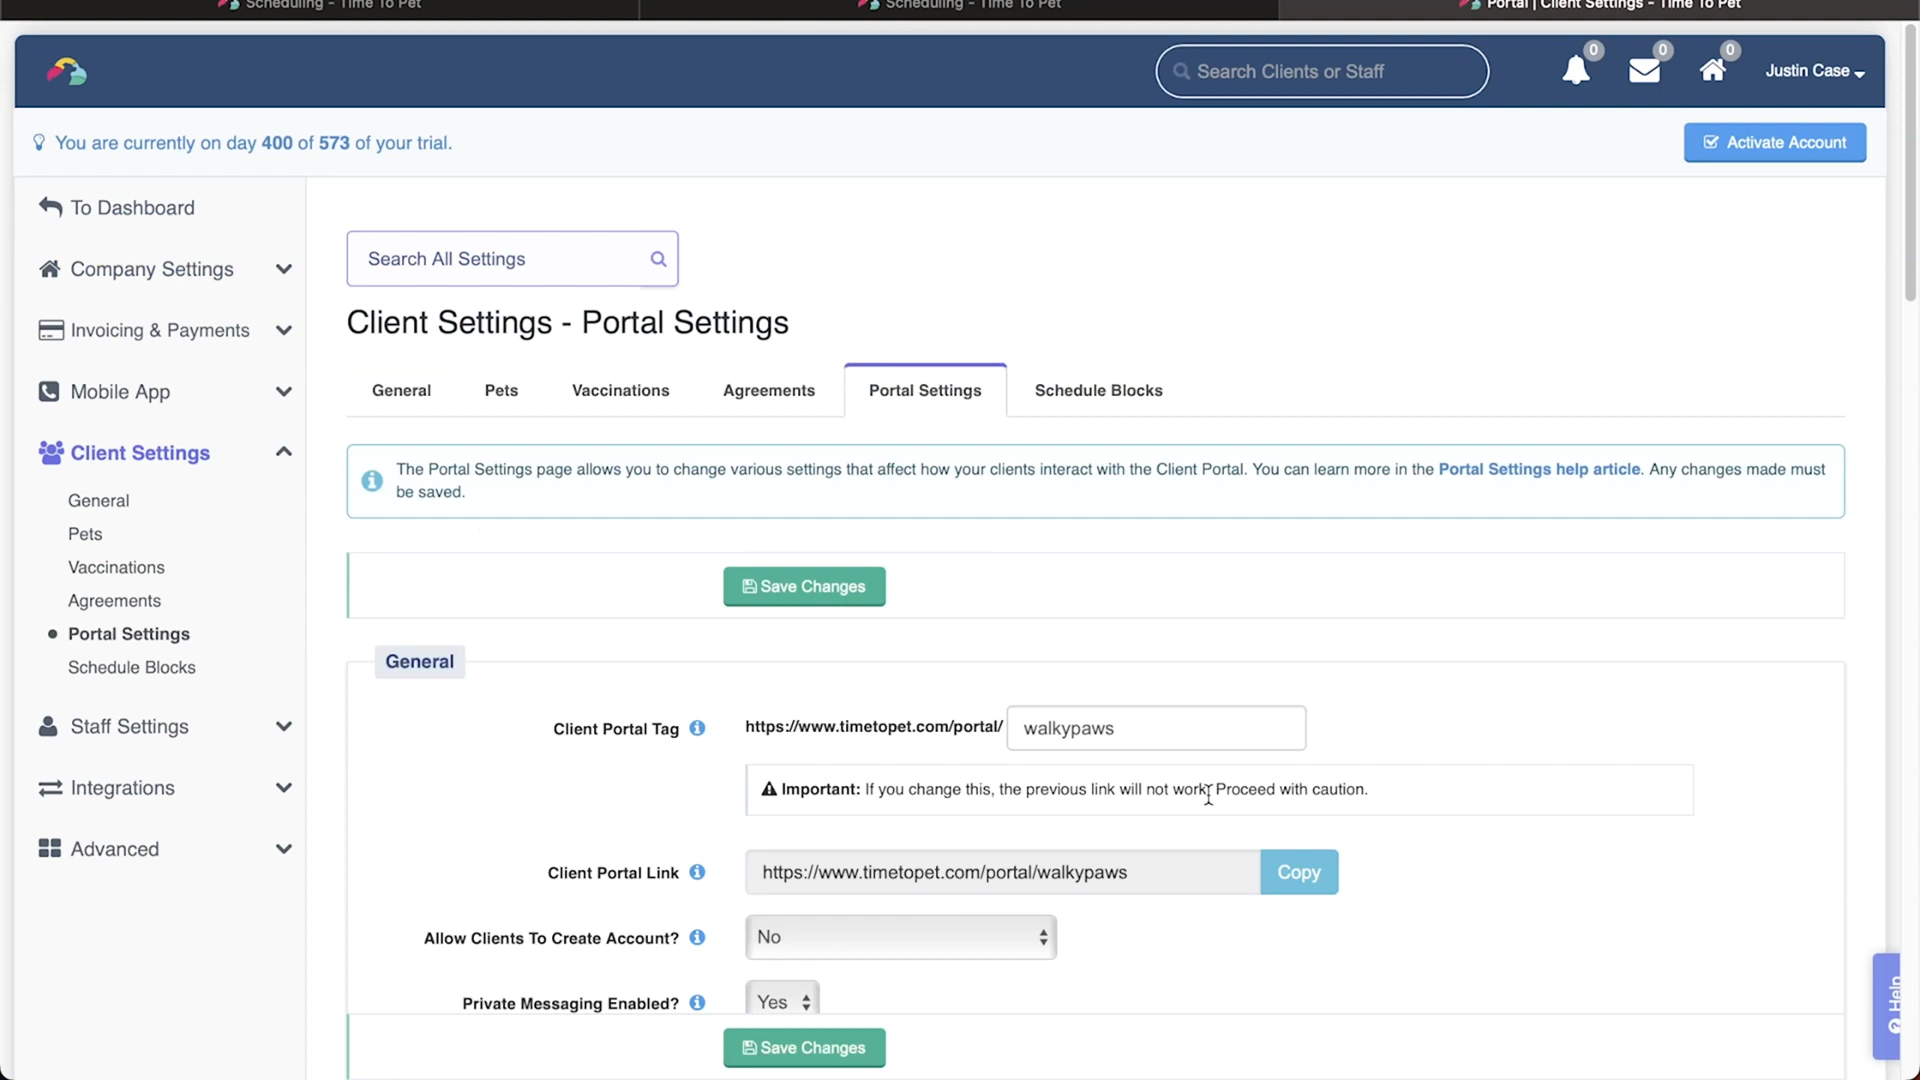 Scheduling - Time To Pet
Scheduling - Time To Pet
Portal | Client Settings - Time To Pet
Search Clients or Staff
0
0
0
Justin Case
You are currently on day 400 of 573 of your trial.
Activate Account
To Dashboard
Company Settings
Invoicing & Payments
Mobile App
Client Settings
General
Pets
Vaccinations
Agreements
Portal Settings
Schedule Blocks
Staff Settings
Integrations
Advanced
Search All Settings
Client Settings - Portal Settings
General Pets Vaccinations Agreements Portal Settings Schedule Blocks
The Portal Settings page allows you to change various settings that affect how your clients interact with the Client Portal. You can learn more in the Portal Settings help article. Any changes made must
be saved.
Save Changes
General
Client Portal Tag https://www.timetopet.com/portal/ walkypaws
Important: If you change this, the previous link will not work. Proceed with caution.
Client Portal Link https://www.timetopet.com/portal/walkypaws Copy
Allow Clients To Create Account? No
Private Messaging Enabled? Yes
Save Changes
Help